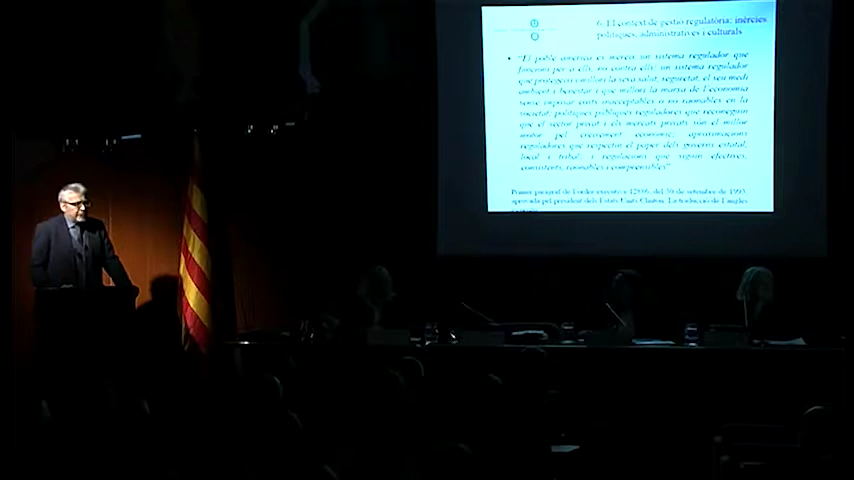 6. El context de gestió regulatòria: inèrcies
polítiques, administratives i culturals
• "El poble americà es mereix un sistema regulador que
funcioni per a ells, no contra ells: un sistema regulador
que protegeixi i millori la seva salut, seguretat, el seu medi
ambient i benestar i que millori la marxa de l'economia
sense imposar costs inacceptables o no raonables en la
societat; polítiques públiques reguladores que reconeguin
que el sector privat i els mercats privats són el millor
motor pel creixement econòmic; aproximacions
reguladores que respectin el paper dels governs estatal,
local i tribal; i regulacions que siguin efectives,
consistents, raonables i comprensibles"
Primer paràgraf de l'ordre executiva 12866, del 30 de setembre de 1993,
aprovada pel president dels Estats Units Clinton. La traducció de l'anglès